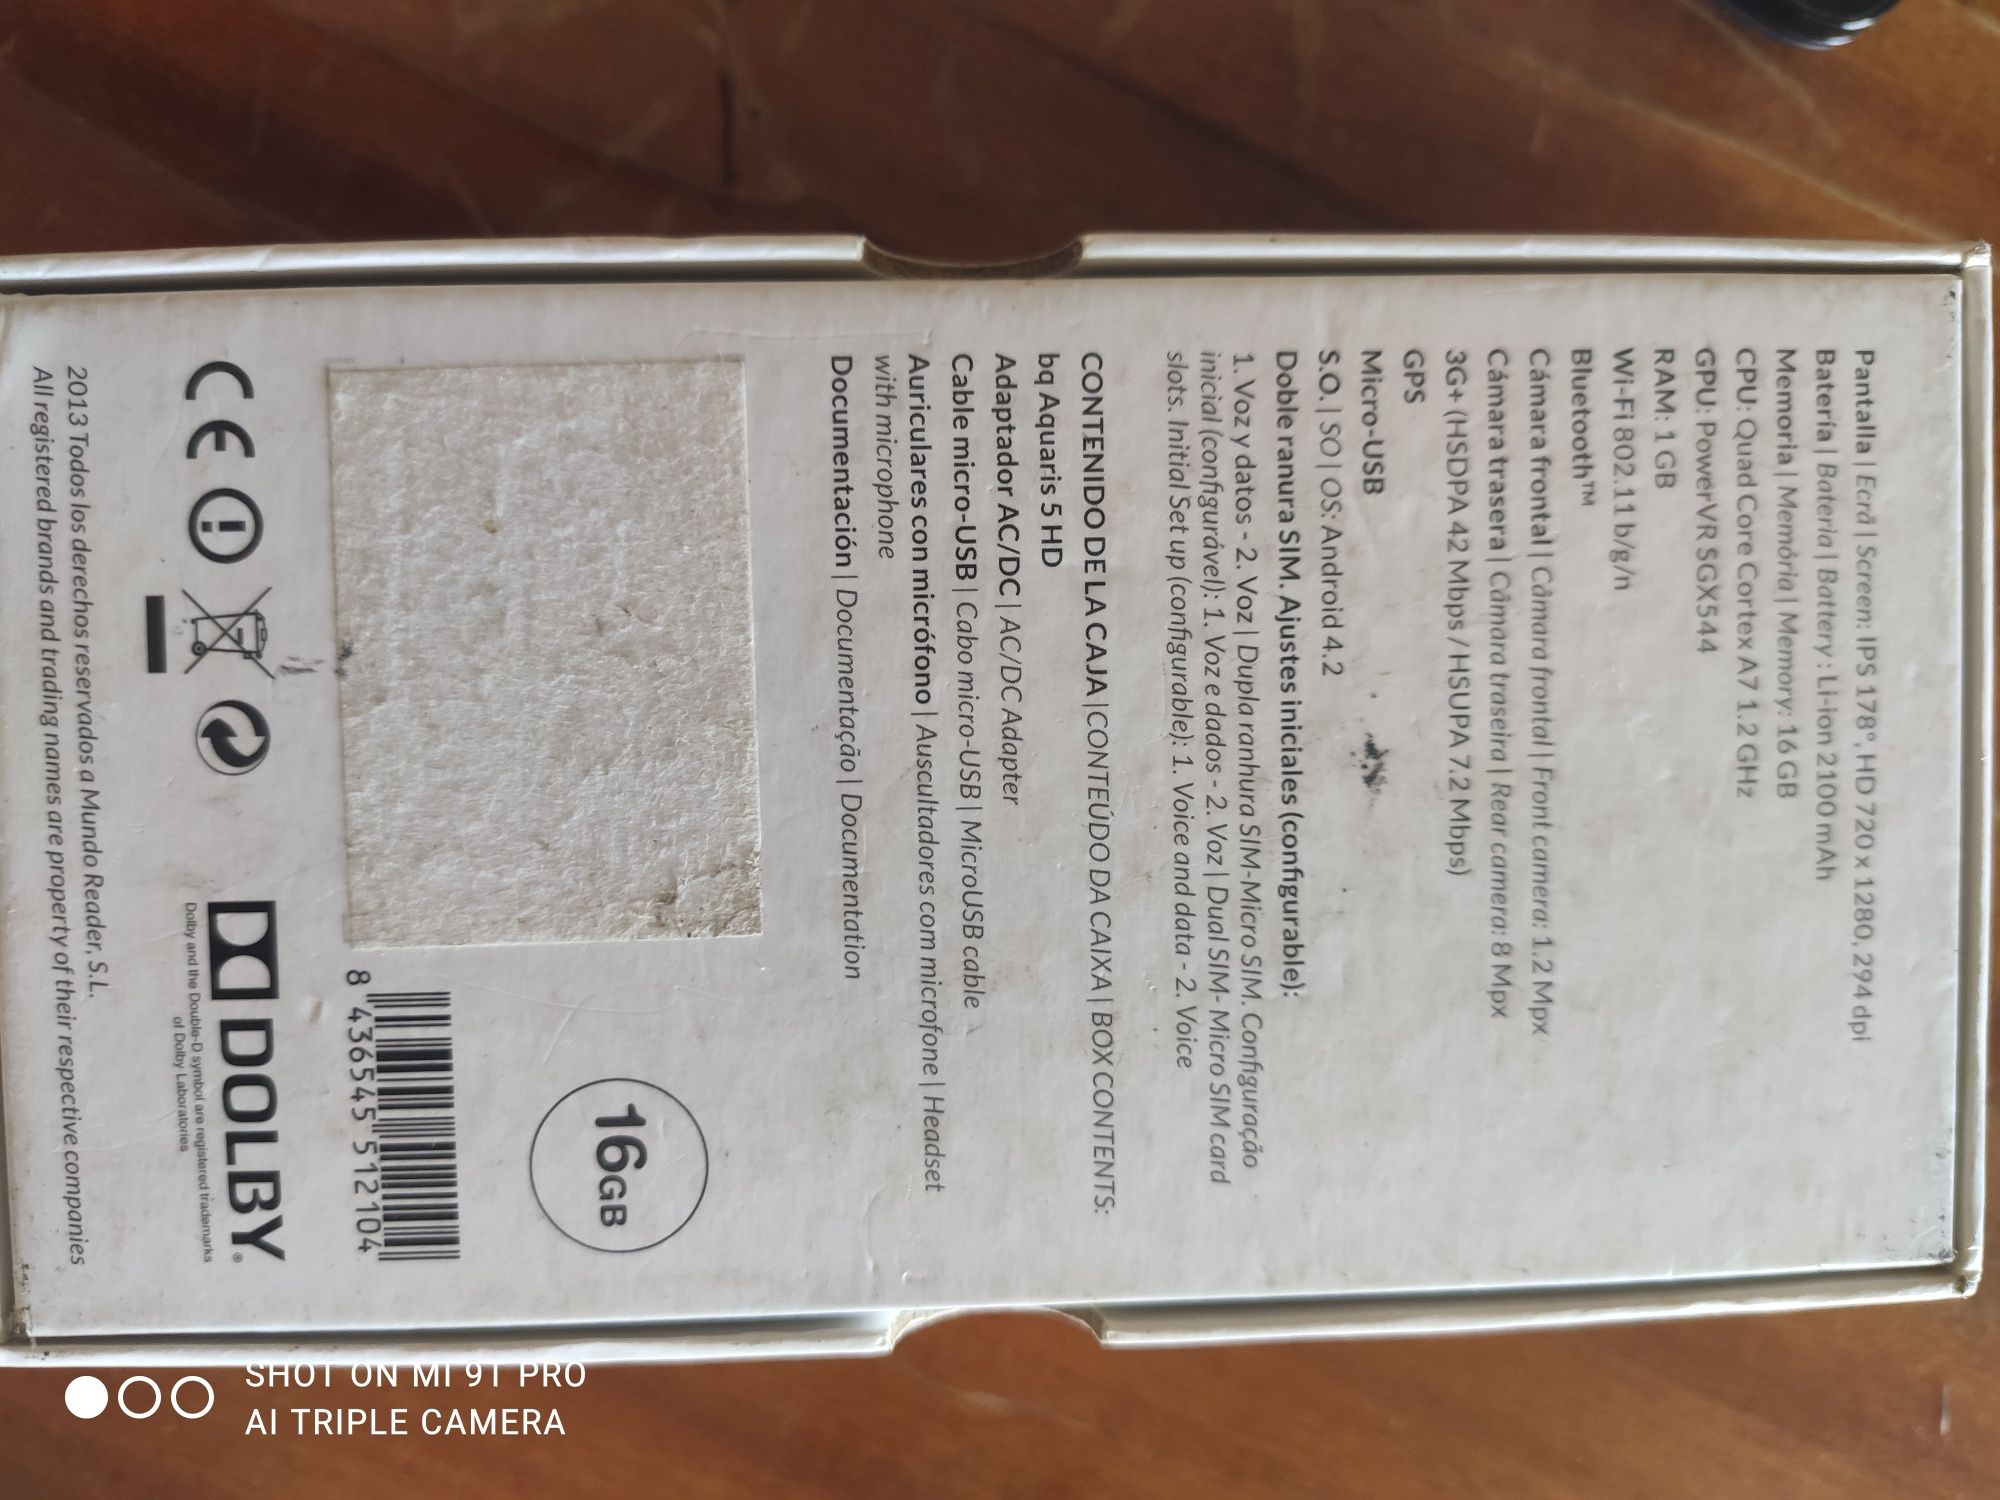 Pantalla | Ecrã | Screen: IPS 178°, HD 720 x 1280, 294 dpi
Batería | Bateria | Battery : Li-Ion 2100 mAh
Memoria | Memória | Memory: 16 GB
CPU: Quad Core Cortex A7 1.2 GHz
GPU: PowerVR SGX544
RAM: 1 GB
Wi-Fi 802.11 b/g/n
Bluetooth™
Cámara frontal | Câmara frontal | Front camera: 1.2 Mpx
Cámara trasera | Câmara traseira | Rear camera: 8 Mpx
3G+ (HSDPA 42 Mbps / HSUPA 7.2 Mbps)
GPS
Micro-USB
S.O. | SO | OS: Android 4.2
Doble ranura SIM. Ajustes iniciales (configurable):
1. Voz y datos - 2. Voz | Dupla ranhura SIM-Micro SIM. Configuração
inicial (configurável): 1. Voz e dados - 2. Voz | Dual SIM- Micro SIM card
slots. Initial Set up (configurable): 1. Voice and data - 2. Voice
CONTENIDO DE LA CAJA |CONTEÚDO DA CAIXA | BOX CONTENTS:
bq Aquaris 5 HD
Adaptador AC/DC | AC/DC Adapter
Cable micro-USB | Cabo micro-USB | MicroUSB cable
Auriculares con micrófono | Auscultadores com microfone | Headset
with microphone
Documentación | Documentação | Documentation
16GB
8 436545 512104
CE
DOLBY®
Dolby and the Double-D symbol are registered trademarks
of Dolby Laboratories
2013 Todos los derechos reservados a Mundo Reader, S.L.
All registered brands and trading names are property of their respective companies
SHOT ON MI 9T PRO
AI TRIPLE CAMERA